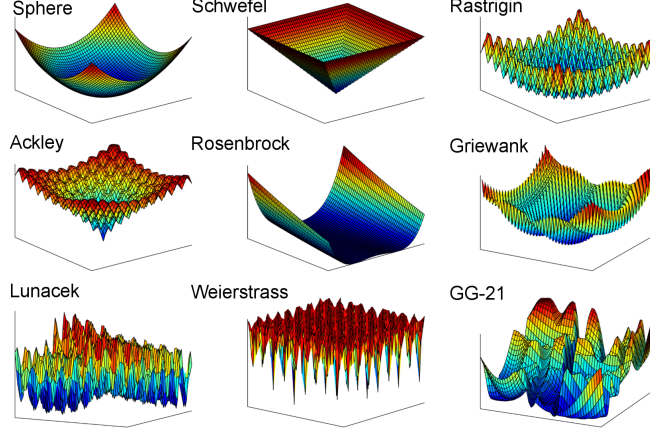 Sphere
Schwefel
Rastrigin
Ackley
Rosenbrock
Griewank
Lunacek
Weierstrass
GG-21